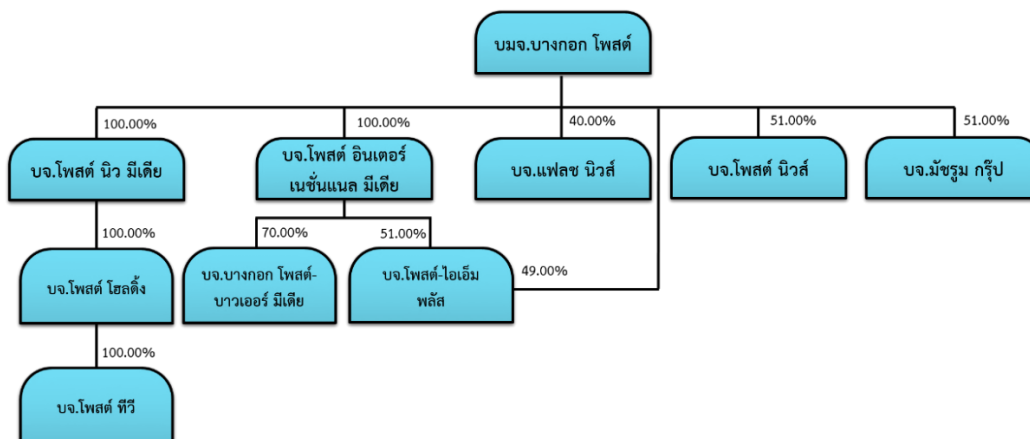 บมจ.บางกอก โพสต์
100.00%
100.00%
40.00%
51.00%
51.00%
บจ.โพสต์ นิว มีเดีย
บจ.โพสต์ อินเตอร์
เนชั่นแนล มีเดีย
บจ.แฟลช นิวส์
บจ.โพสต์ นิวส์
บจ.มัชรูม กรุ๊ป
100.00%
70.00%
51.00%
บจ.โพสต์ โฮลดิ้ง
บจ.บางกอก โพสต์-
บาวเออร์ มีเดีย
บจ.โพสต์-ไอเอ็ม
พลัส
49.00%
100.00%
บจ.โพสต์ ทีวี